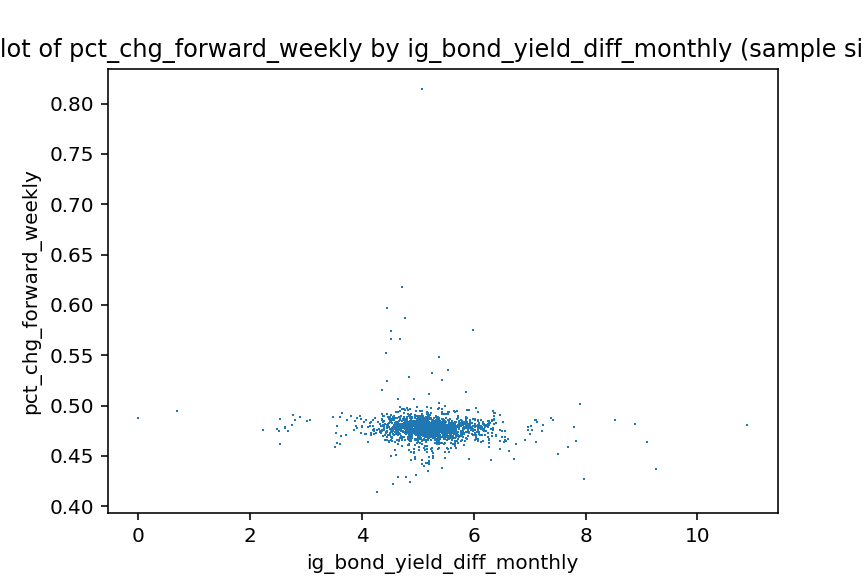 lot of pct_chg_forward_weekly by ig_bond_yield_diff_monthly (sample si
0.80
0.75
0.70
0.65
0.60
0.55
0.50
0.45
0.40
pct_chg_forward_weekly
0 2 4 6 8 10
ig_bond_yield_diff_monthly